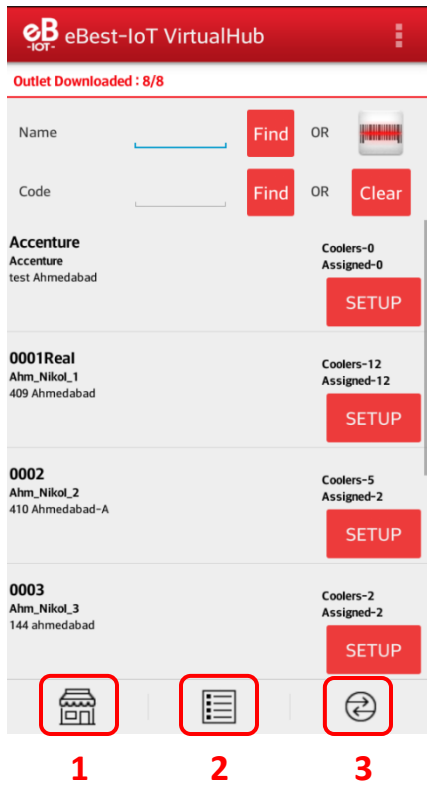 eB
-IoT-
eBest-IoT VirtualHub
Outlet Downloaded : 8/8
Name Find OR
Code Find OR Clear
Accenture
Accenture
test Ahmedabad
Coolers-0
Assigned-0
SETUP
0001Real
Ahm_Nikol_1
409 Ahmedabad
Coolers-12
Assigned-12
SETUP
0002
Ahm_Nikol_2
410 Ahmedabad-A
Coolers-5
Assigned-2
SETUP
0003
Ahm_Nikol_3
144 ahmedabad
Coolers-2
Assigned-2
SETUP
1 2 3